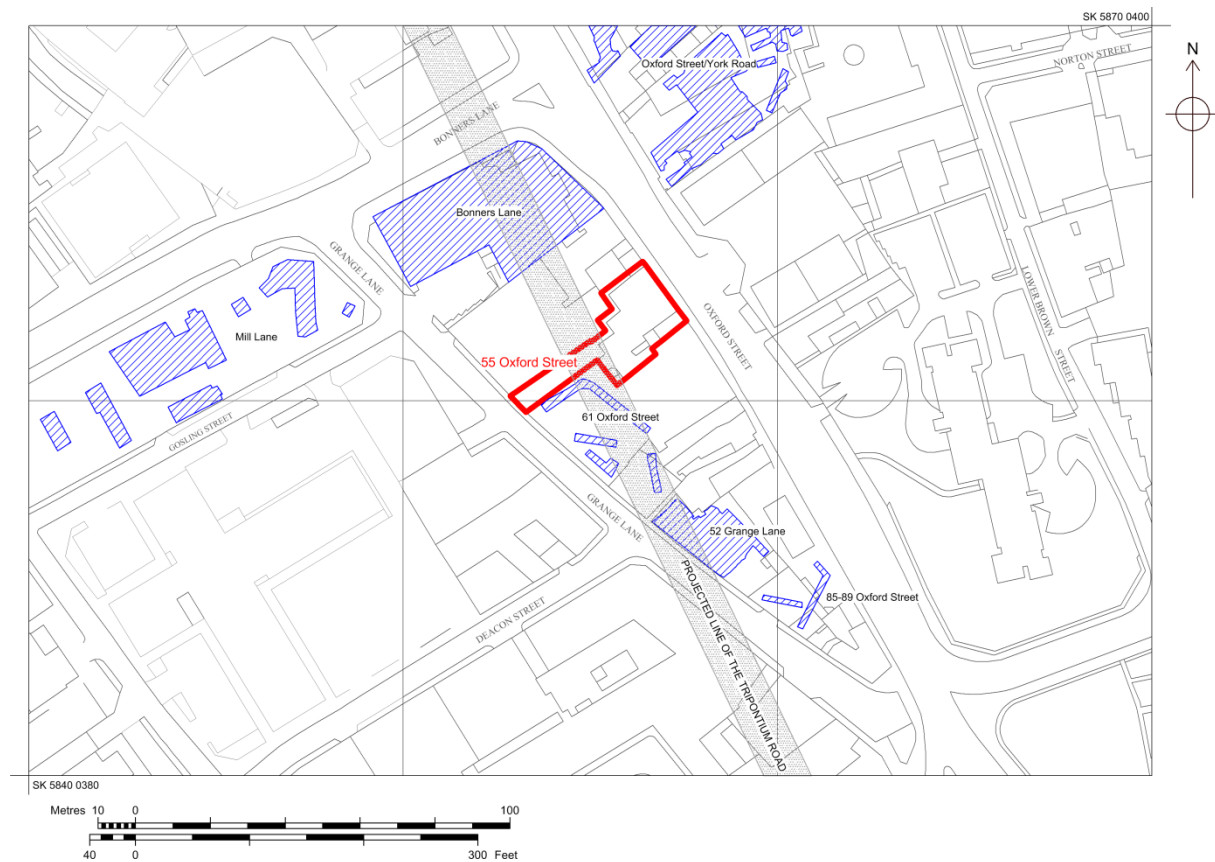 SK 5870 0400
N
Oxford Street/York Road
NORTON STREET
BONNERS LANE
Bonners Lane
GRANGE LANE
OXFORD STREET
LOWER BROWN
STREET
Mill Lane
55 Oxford Street
61 Oxford Street
GOSLING STREET
GRANGE LANE
52 Grange Lane
85-89 Oxford Street
DEACON STREET
PROJECTED LINE OF THE TRIPONTIUM ROAD
SK 5840 0380
Metres 10 0 100
40 0 300 Feet